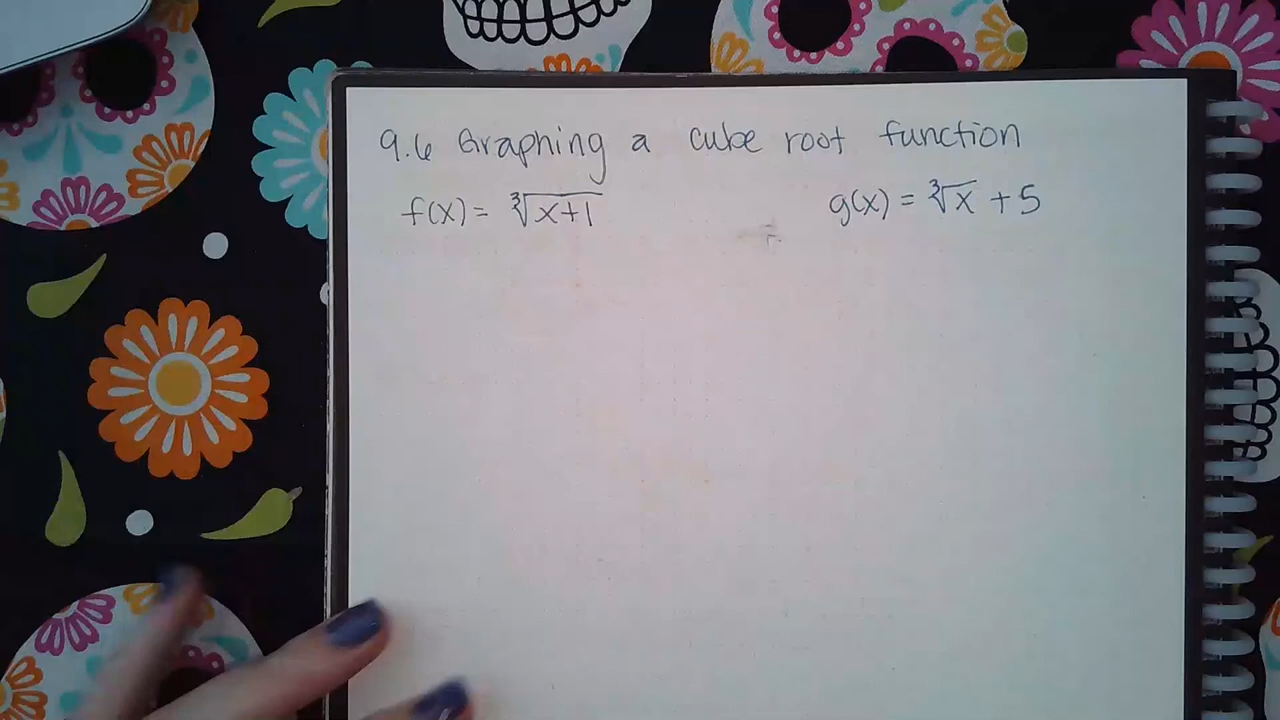 9.6 Graphing a cube root function
f(x) = ∛(x+1) g(x) = ∛x + 5